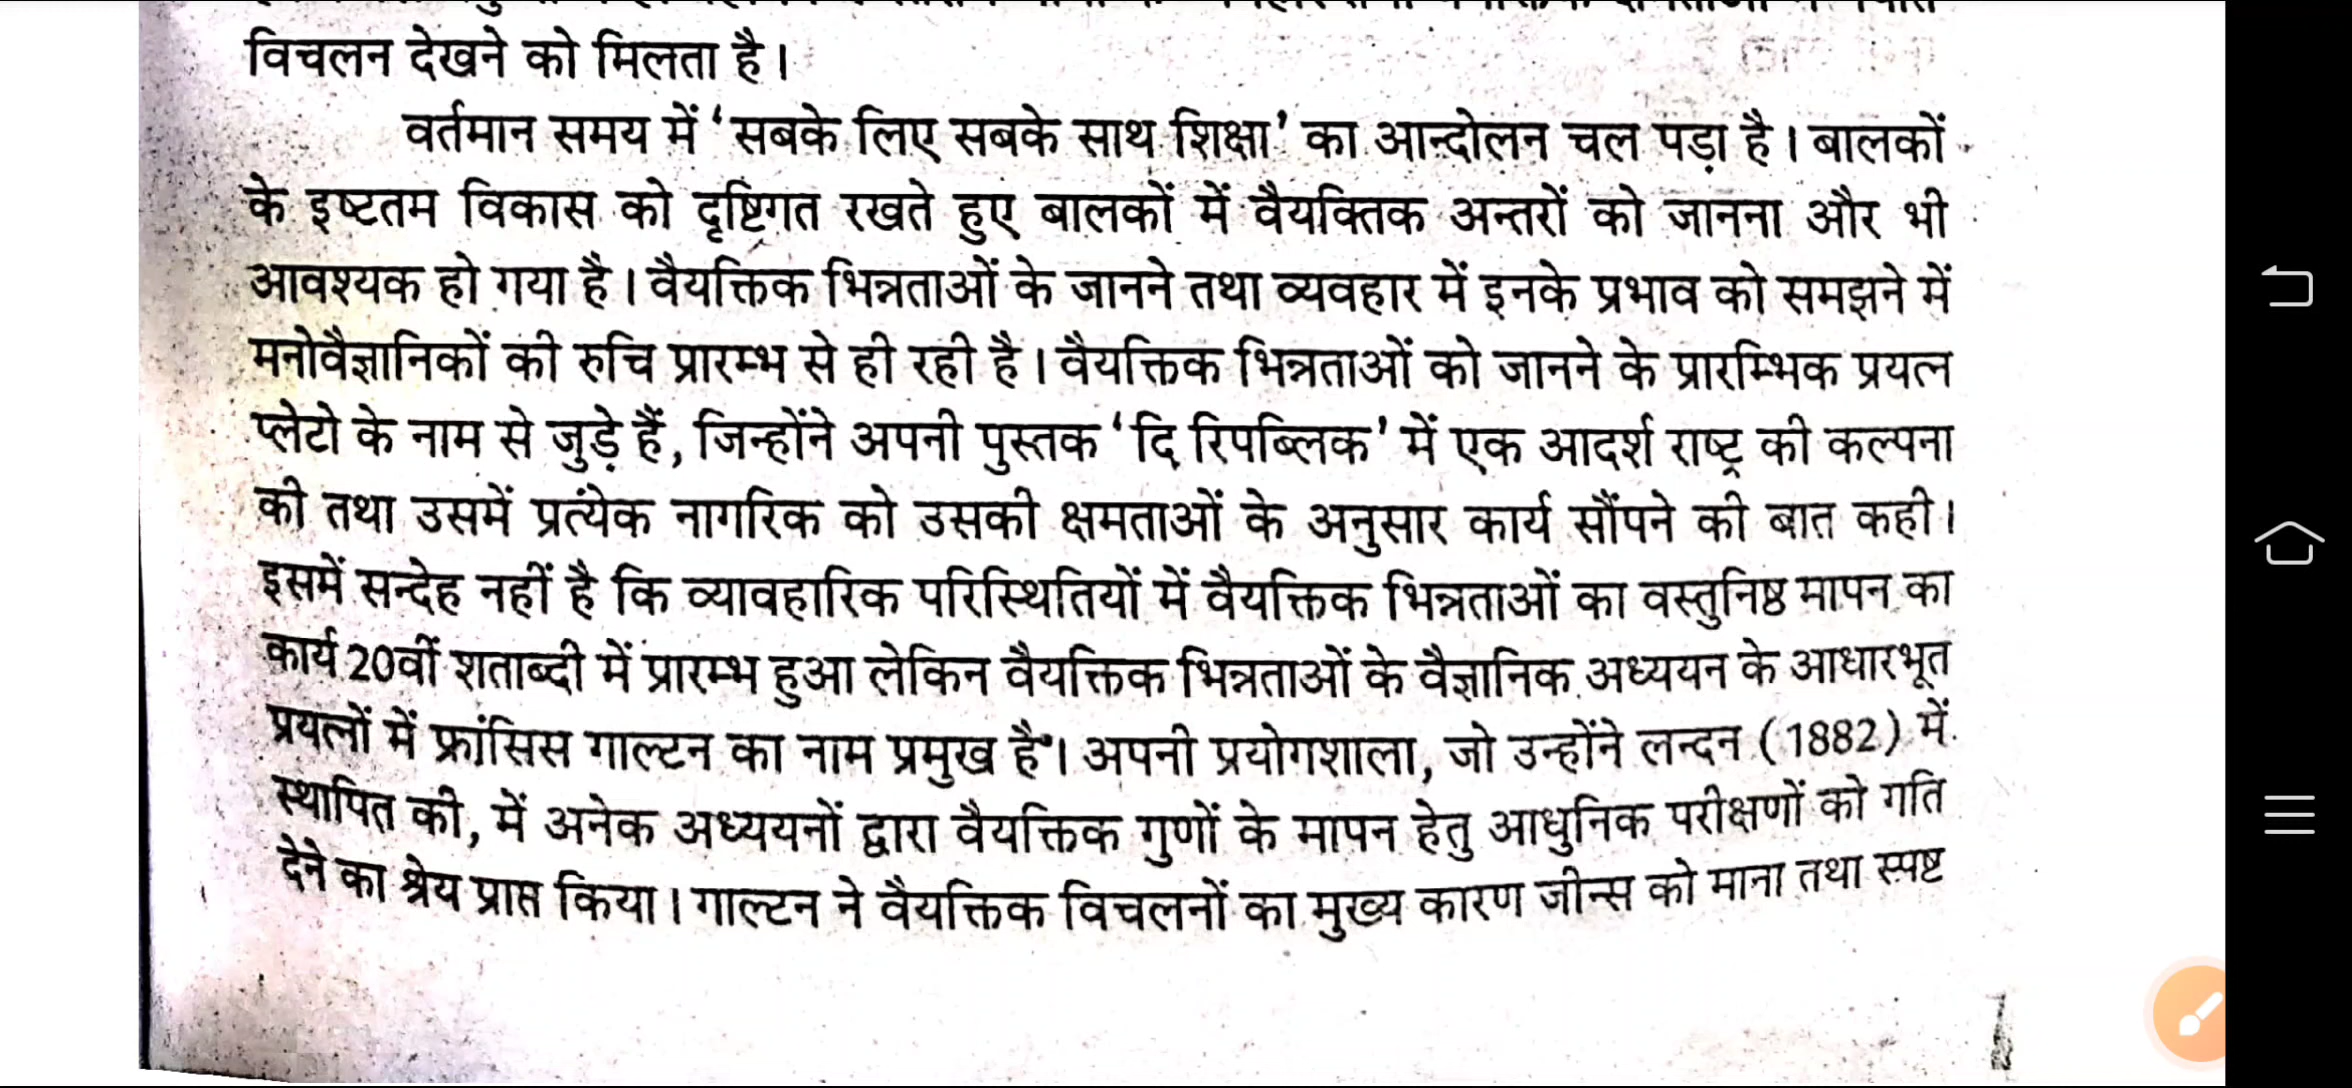 विचलन देखने को मिलता है।
वर्तमान समय में 'सबके लिए सबके साथ शिक्षा' का आन्दोलन चल पड़ा है। बालकों
के इष्टतम विकास को दृष्टिगत रखते हुए बालकों में वैयक्तिक अन्तरों को जानना और भी
आवश्यक हो गया है। वैयक्तिक भिन्नताओं के जानने तथा व्यवहार में इनके प्रभाव को समझने में
मनोवैज्ञानिकों की रुचि प्रारम्भ से ही रही है। वैयक्तिक भिन्नताओं को जानने के प्रारम्भिक प्रयत्न
प्लेटो के नाम से जुड़े हैं, जिन्होंने अपनी पुस्तक 'दि रिपब्लिक' में एक आदर्श राष्ट्र की कल्पना
की तथा उसमें प्रत्येक नागरिक को उसकी क्षमताओं के अनुसार कार्य सौंपने की बात कही।
इसमें सन्देह नहीं है कि व्यावहारिक परिस्थितियों में वैयक्तिक भिन्नताओं का वस्तुनिष्ठ मापन का
कार्य 20वीं शताब्दी में प्रारम्भ हुआ लेकिन वैयक्तिक भिन्नताओं के वैज्ञानिक अध्ययन के आधारभूत
प्रयत्नों में फ्रांसिस गाल्टन का नाम प्रमुख है। अपनी प्रयोगशाला, जो उन्होंने लन्दन (1882) में
स्थापित की, में अनेक अध्ययनों द्वारा वैयक्तिक गुणों के मापन हेतु आधुनिक परीक्षणों को गति
देने का श्रेय प्राप्त किया। गाल्टन ने वैयक्तिक विचलनों का मुख्य कारण जीन्स को माना तथा स्पष्ट